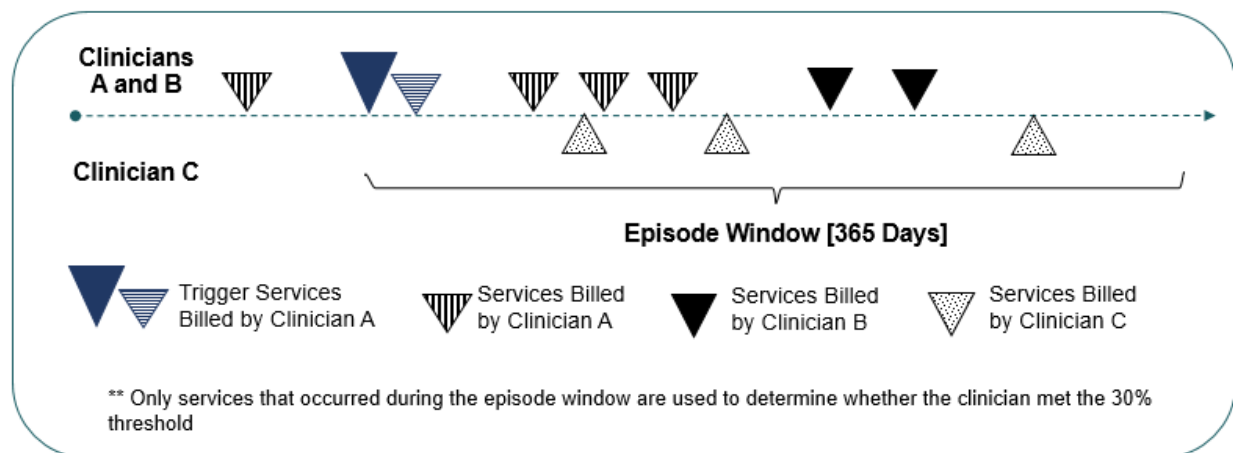 Clinicians
A and B
Clinician C
Episode Window [365 Days]
Trigger Services
Billed by Clinician A
Services Billed
by Clinician A
Services Billed
by Clinician B
Services Billed
by Clinician C
** Only services that occurred during the episode window are used to determine whether the clinician met the 30%
threshold